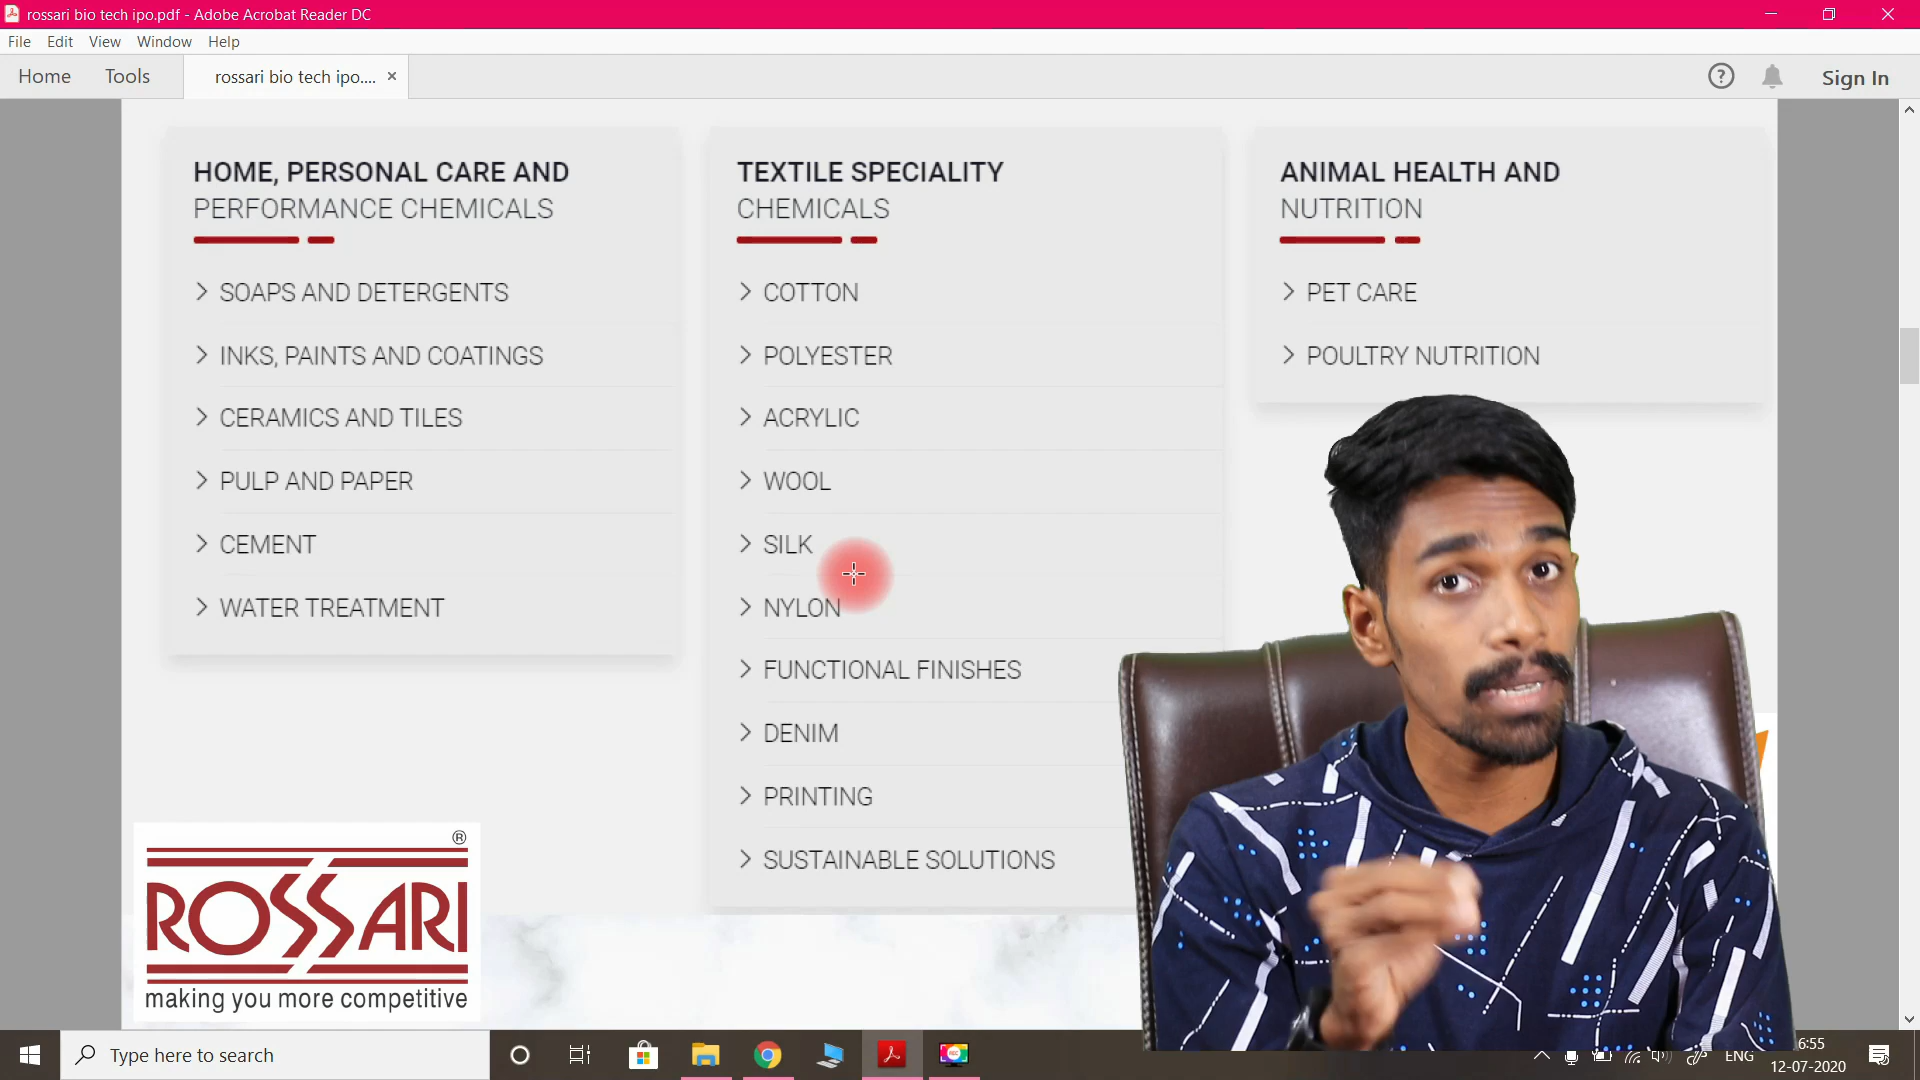 rossari bio tech ipo.pdf - Adobe Acrobat Reader DC
File Edit View Window Help
Home Tools rossari bio tech ipo.... × Sign In
HOME, PERSONAL CARE AND
PERFORMANCE CHEMICALS
SOAPS AND DETERGENTS
INKS, PAINTS AND COATINGS
CERAMICS AND TILES
PULP AND PAPER
CEMENT
WATER TREATMENT
TEXTILE SPECIALITY
CHEMICALS
COTTON
POLYESTER
ACRYLIC
WOOL
SILK
NYLON
FUNCTIONAL FINISHES
DENIM
PRINTING
SUSTAINABLE SOLUTIONS
ANIMAL HEALTH AND
NUTRITION
PET CARE
POULTRY NUTRITION
®
ROSSARI
making you more competitive
Type here to search
ENG
6:55
12-07-2020